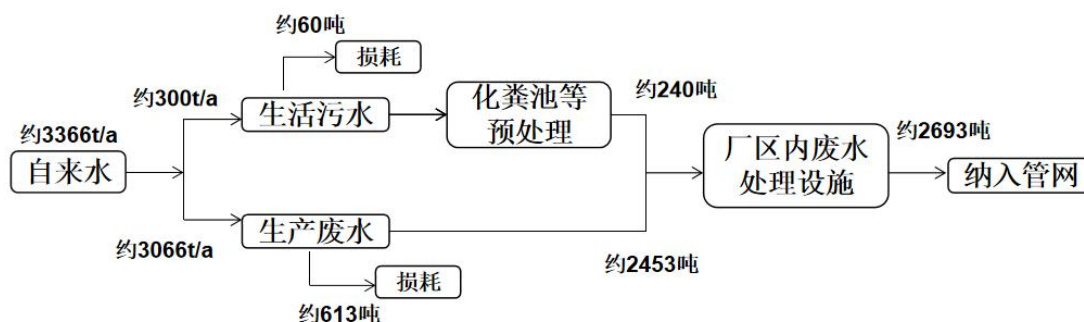 约60吨
损耗
约300t/a
生活污水
化粪池等
预处理
约240吨
约3366t/a
自来水
厂区内废水
处理设施
约2693吨
纳入管网
生产废水
约3066t/a
约2453吨
损耗
约613吨